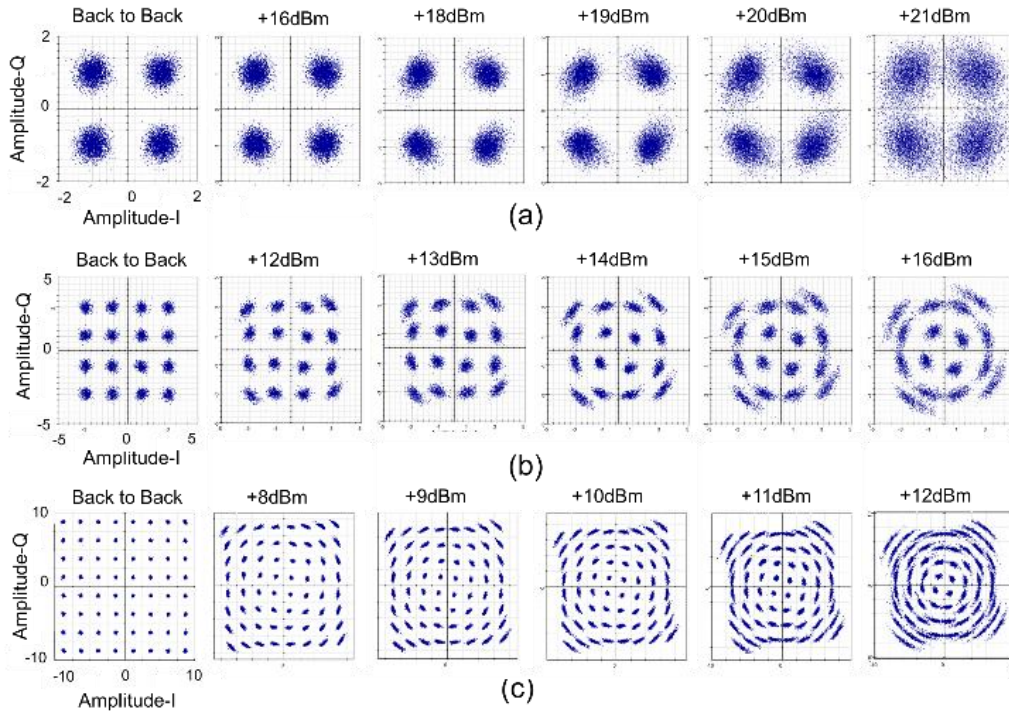 Back to Back +16dBm +18dBm +19dBm +20dBm +21dBm
2
Amplitude-Q
0
-2
-2 0 2
Amplitude-I
(a)
Back to Back +12dBm +13dBm +14dBm +15dBm +16dBm
5
Amplitude-Q
0
-5
-5 0 5
Amplitude-I
(b)
Back to Back +8dBm +9dBm +10dBm +11dBm +12dBm
10
Amplitude-Q
0
-10
-10 0 10
Amplitude-I
(c)